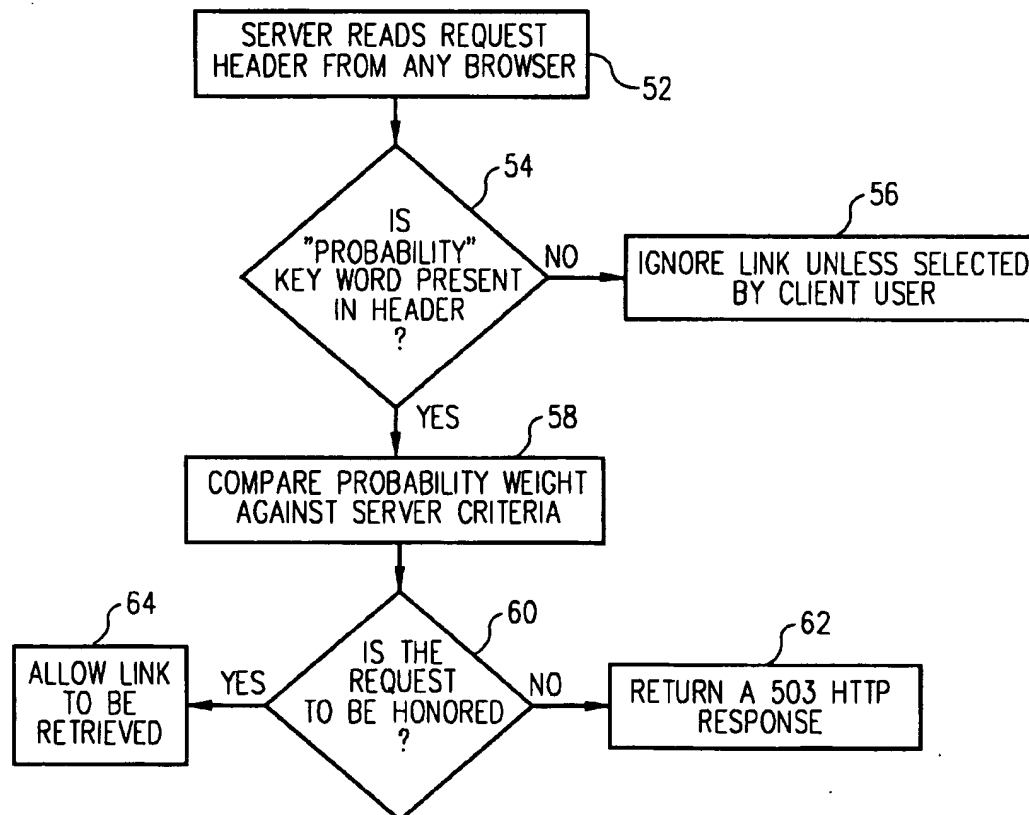 SERVER READS REQUEST
HEADER FROM ANY BROWSER
52
54
IS
"PROBABILITY"
KEY WORD PRESENT
IN HEADER
?
NO
56
IGNORE LINK UNLESS SELECTED
BY CLIENT USER
YES
58
COMPARE PROBABILITY WEIGHT
AGAINST SERVER CRITERIA
64
ALLOW LINK
TO BE
RETRIEVED
YES
60
IS THE
REQUEST
TO BE HONORED
?
NO
62
RETURN A 503 HTTP
RESPONSE